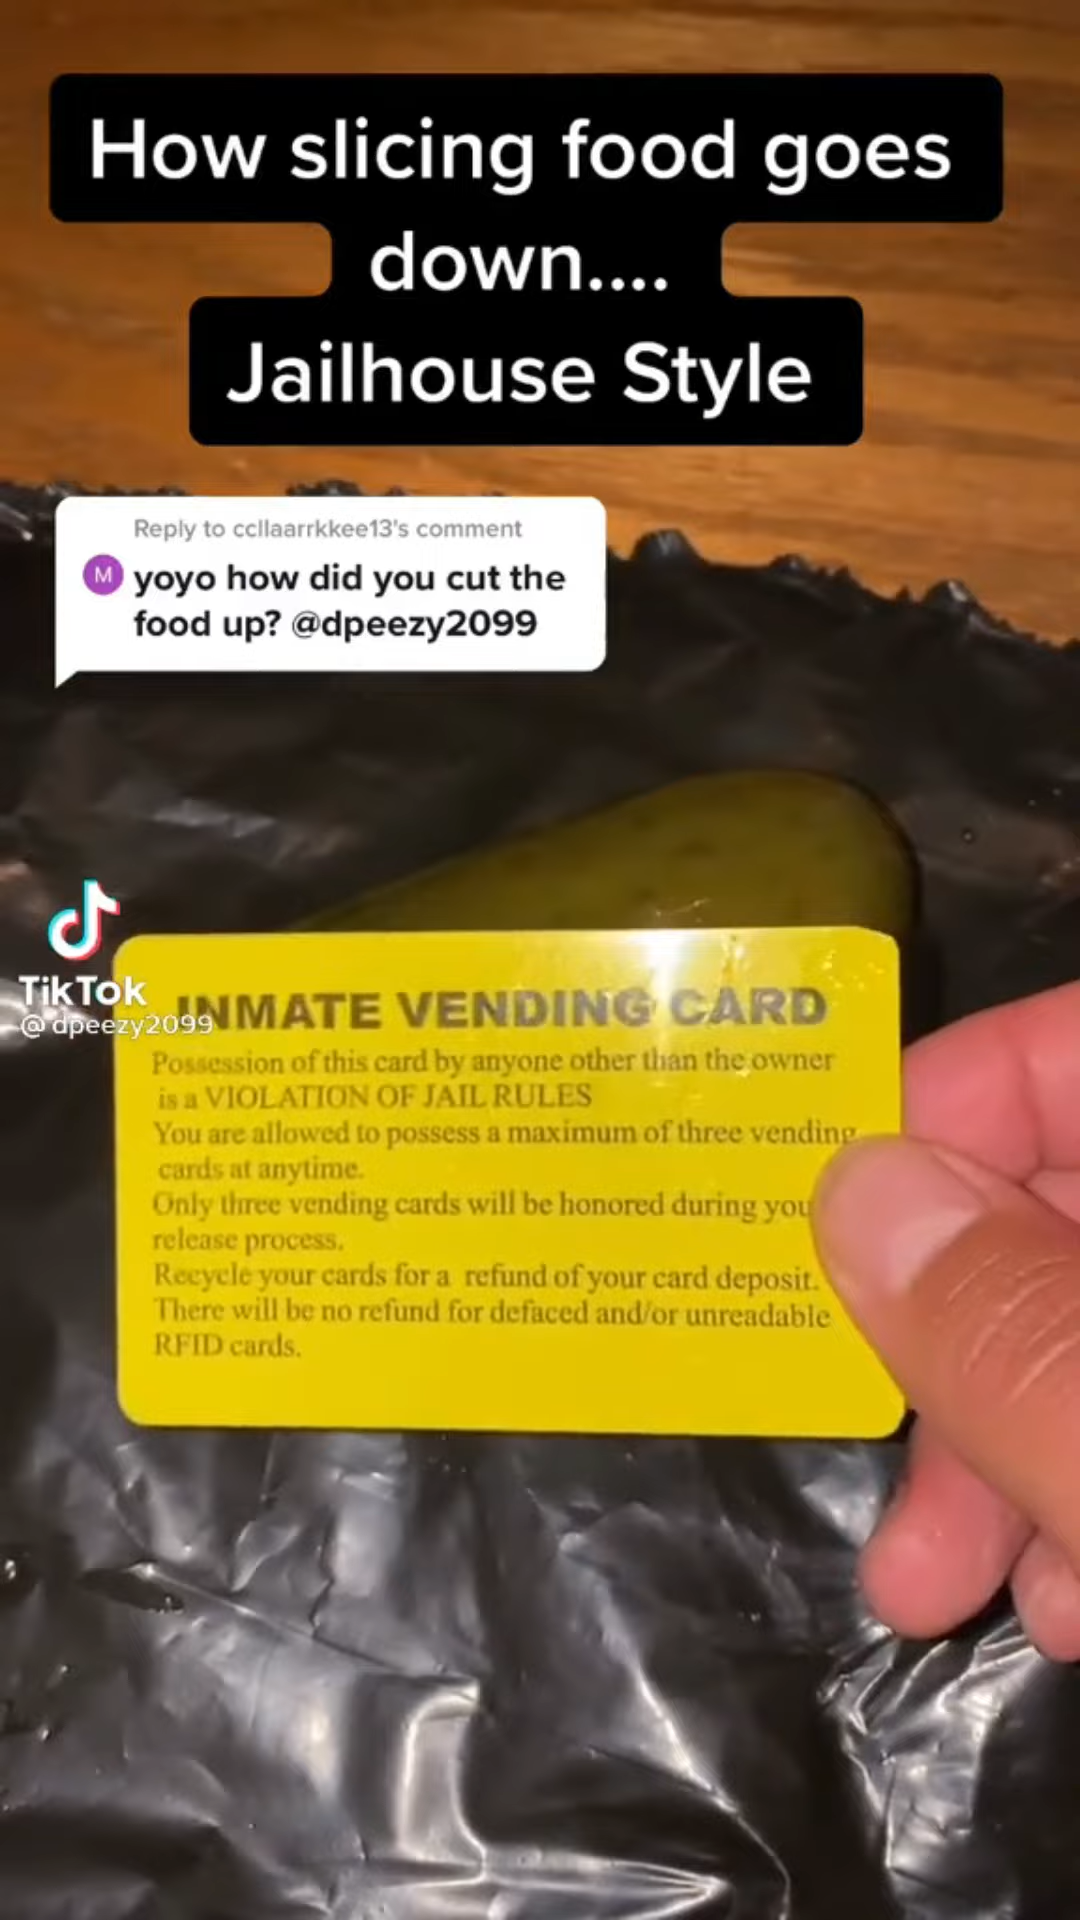 How slicing food goes
down....
Jailhouse Style
Reply to ccllaarrkkee13's comment
M
yoyo how did you cut the
food up? @dpeezy2099
TikTok
@dpeezy2099
INMATE VENDING CARD
Possession of this card by anyone other than the owner
is a VIOLATION OF JAIL RULES
You are allowed to possess a maximum of three vending
cards at anytime.
Only three vending cards will be honored during you
release process.
Recycle your cards for a refund of your card deposit.
There will be no refund for defaced and/or unreadable
RFID cards.